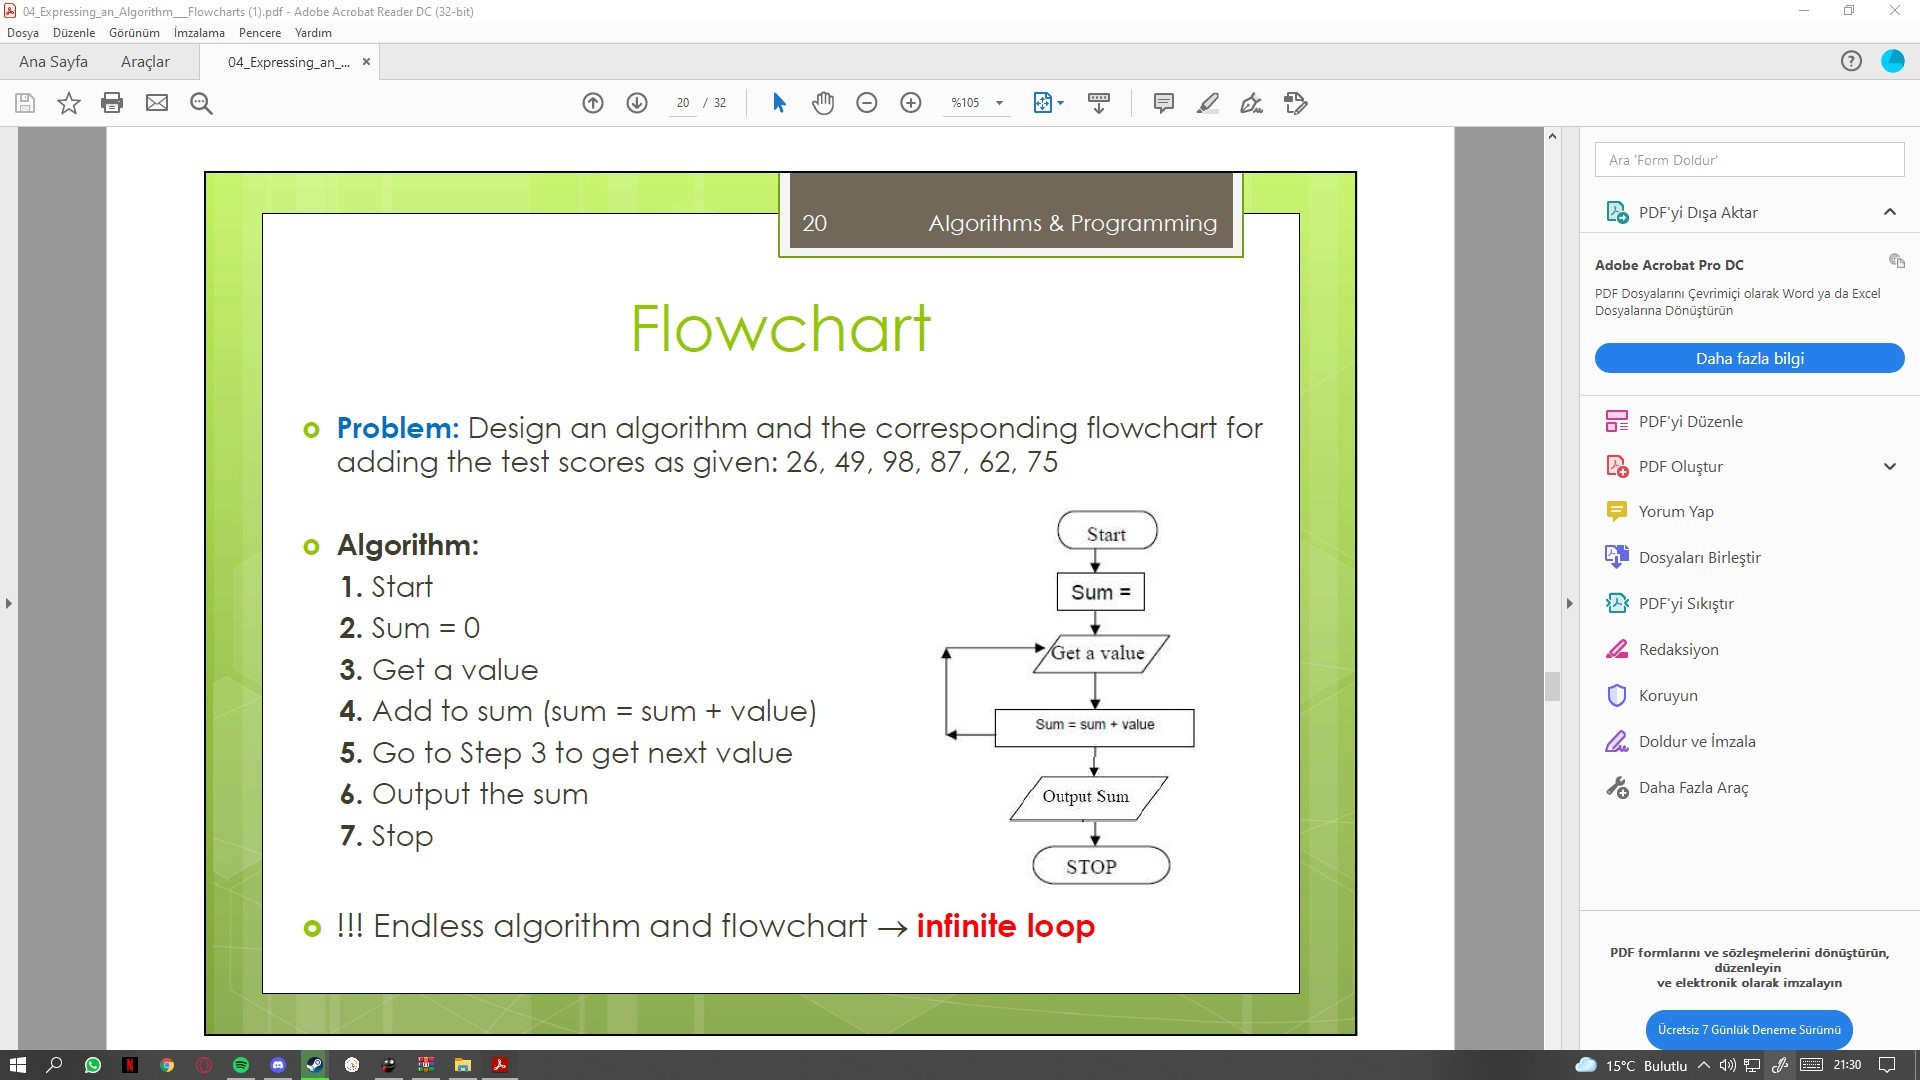 04_Expressing_an_Algorithm___Flowcharts (1).pdf - Adobe Acrobat Reader DC (32-bit)
Dosya Düzenle Görünüm İmzalama Pencere Yardım
Ana Sayfa Araçlar 04_Expressing_an_... ×
20 / 32 %105
20 Algorithms & Programming
Flowchart
Problem: Design an algorithm and the corresponding flowchart for
adding the test scores as given: 26, 49, 98, 87, 62, 75
Algorithm:
1. Start
2. Sum = 0
3. Get a value
4. Add to sum (sum = sum + value)
5. Go to Step 3 to get next value
6. Output the sum
7. Stop
Start
Sum =
Get a value
Sum = sum + value
Output Sum
STOP
!!! Endless algorithm and flowchart → infinite loop
Ara 'Form Doldur'
PDF'yi Dışa Aktar
Adobe Acrobat Pro DC
PDF Dosyalarını Çevrimiçi olarak Word ya da Excel
Dosyalarına Dönüştürün
Daha fazla bilgi
PDF'yi Düzenle
PDF Oluştur
Yorum Yap
Dosyaları Birleştir
PDF'yi Sıkıştır
Redaksiyon
Koruyun
Doldur ve İmzala
Daha Fazla Araç
PDF formlarını ve sözleşmelerini dönüştürün,
düzenleyin
ve elektronik olarak imzalayın
Ücretsiz 7 Günlük Deneme Sürümü
15°C Bulutlu 21:30